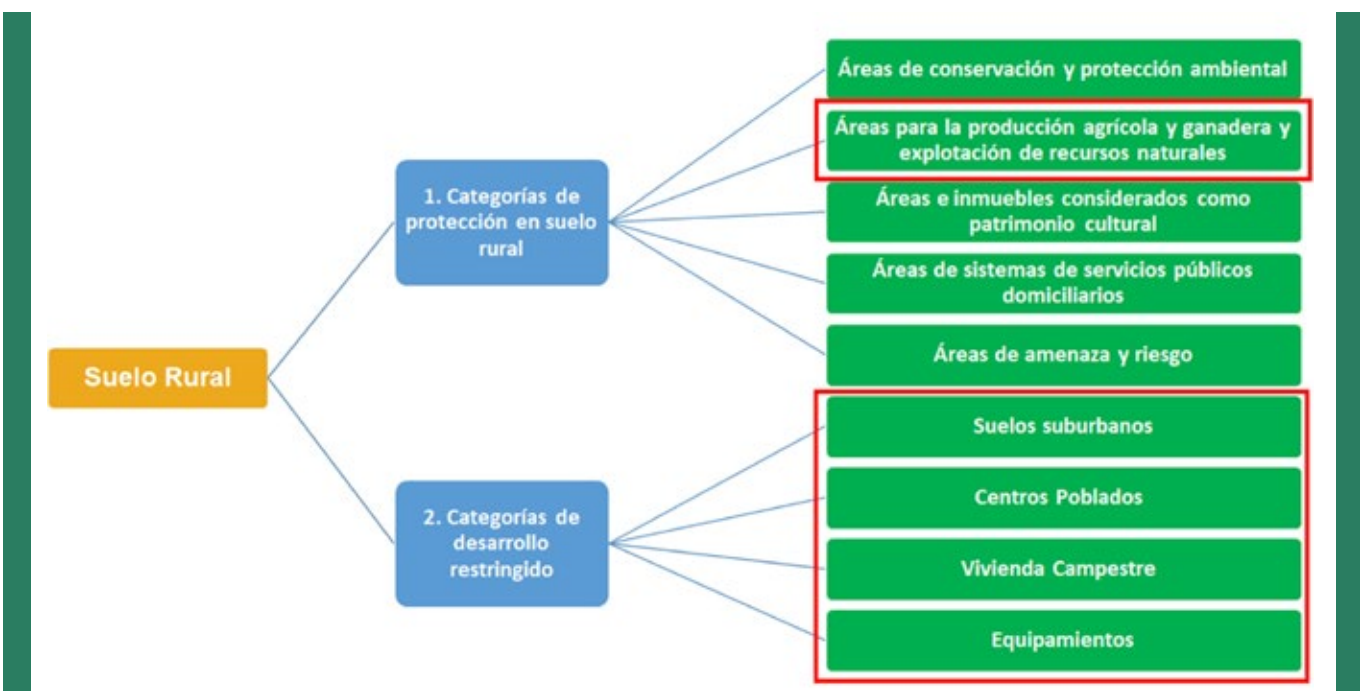 Suelo Rural
1. Categorías de
protección en suelo
rural
Áreas de conservación y protección ambiental
Áreas para la producción agrícola y ganadera y
explotación de recursos naturales
Áreas e inmuebles considerados como
patrimonio cultural
Áreas de sistemas de servicios públicos
domiciliarios
Áreas de amenaza y riesgo
2. Categorías de
desarrollo
restringido
Suelos suburbanos
Centros Poblados
Vivienda Campestre
Equipamientos